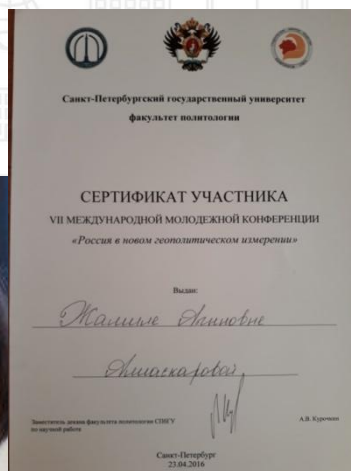 Санкт-Петербургский государственный университет
факультет политологии
СЕРТИФИКАТ УЧАСТНИКА
VII МЕЖДУНАРОДНОЙ МОЛОДЕЖНОЙ КОНФЕРЕНЦИИ
«Россия в новом геополитическом измерении»
Выдан:
Алиаскаровой
Заместитель декана факультета политологии СПбГУ
по научной работе
А.В. Курочкин
Санкт-Петербург
23.04.2016